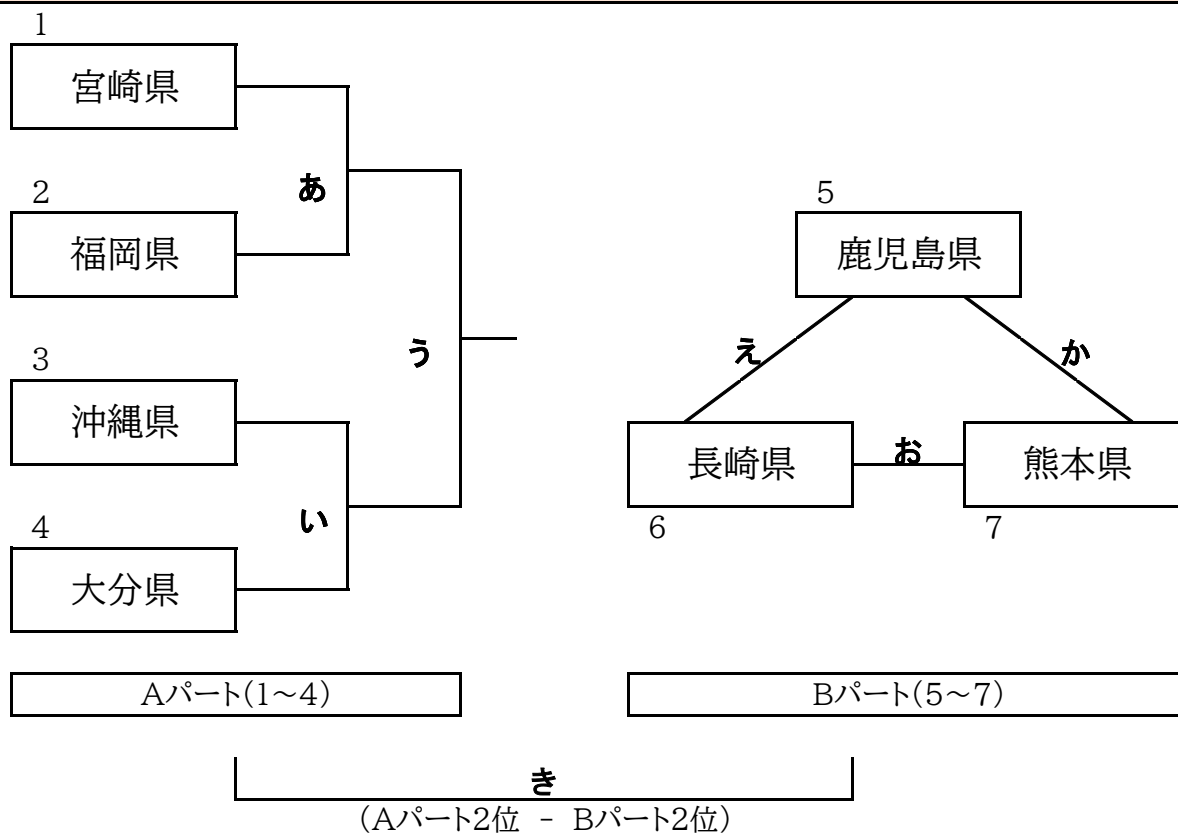 1
宮崎県
あ
2
福岡県
う
3
沖縄県
い
4
大分県
Aパート(1～4)
5
鹿児島県
え
か
長崎県
お
熊本県
6
7
Bパート(5～7)
き
(Aパート2位 - Bパート2位)